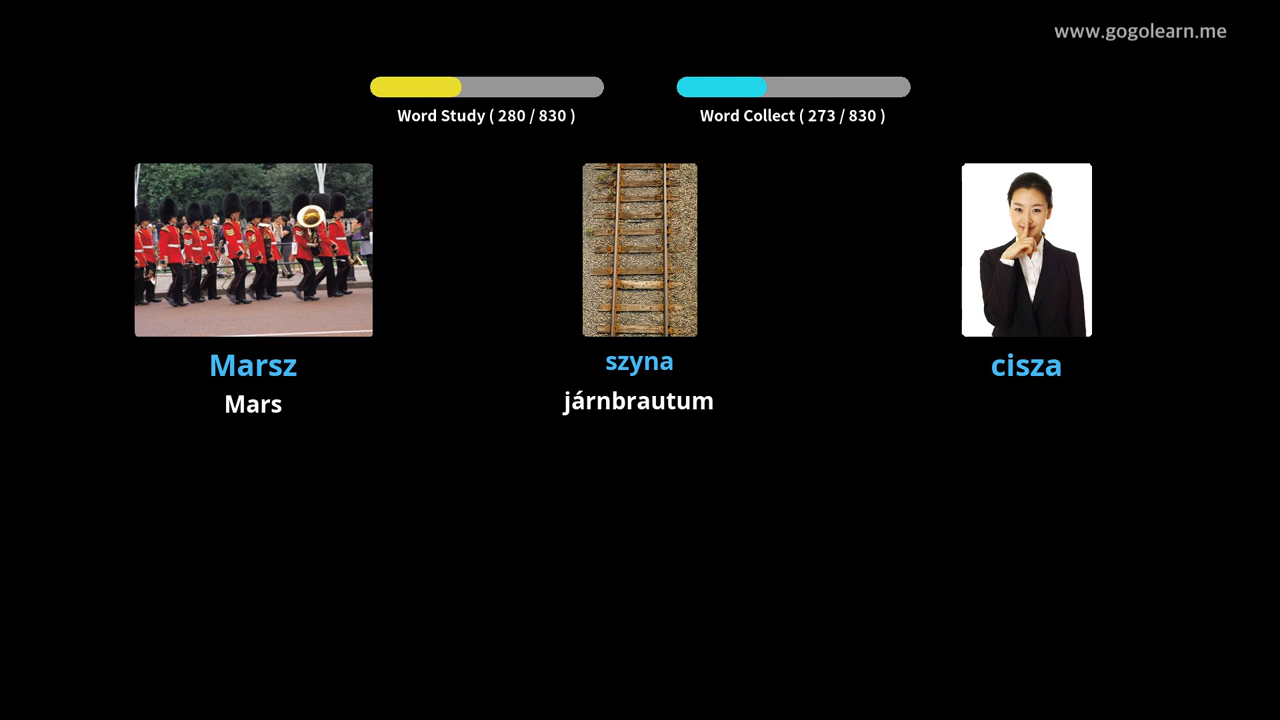 www.gogolearn.me
Word Study ( 280 / 830 )
Word Collect ( 273 / 830 )
Marsz
szyna
cisza
Mars
járnbrautum